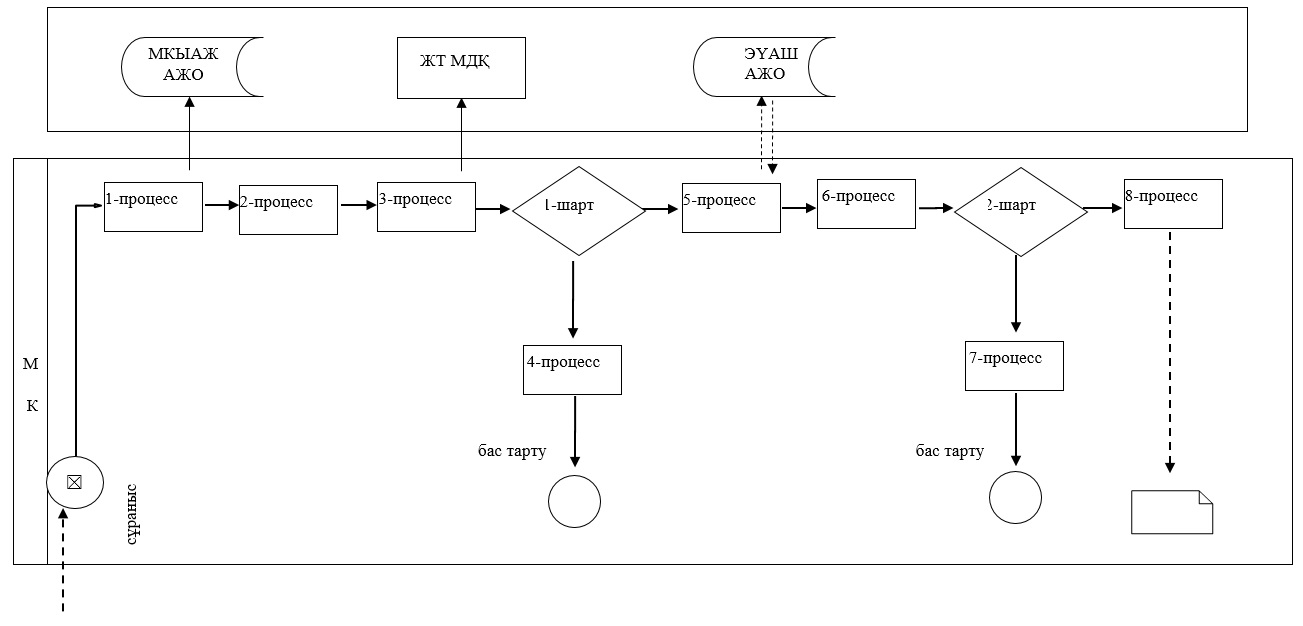 МКЫАЖ
АЖО
ЖТ МДҚ
ЭҮАШ
АЖО
1-процесс
2-процесс
3-процесс
1-шарт
5-процесс
6-процесс
2-шарт
8-процесс
4-процесс
7-процесс
М
К
бас тарту
бас тарту
сұраныс